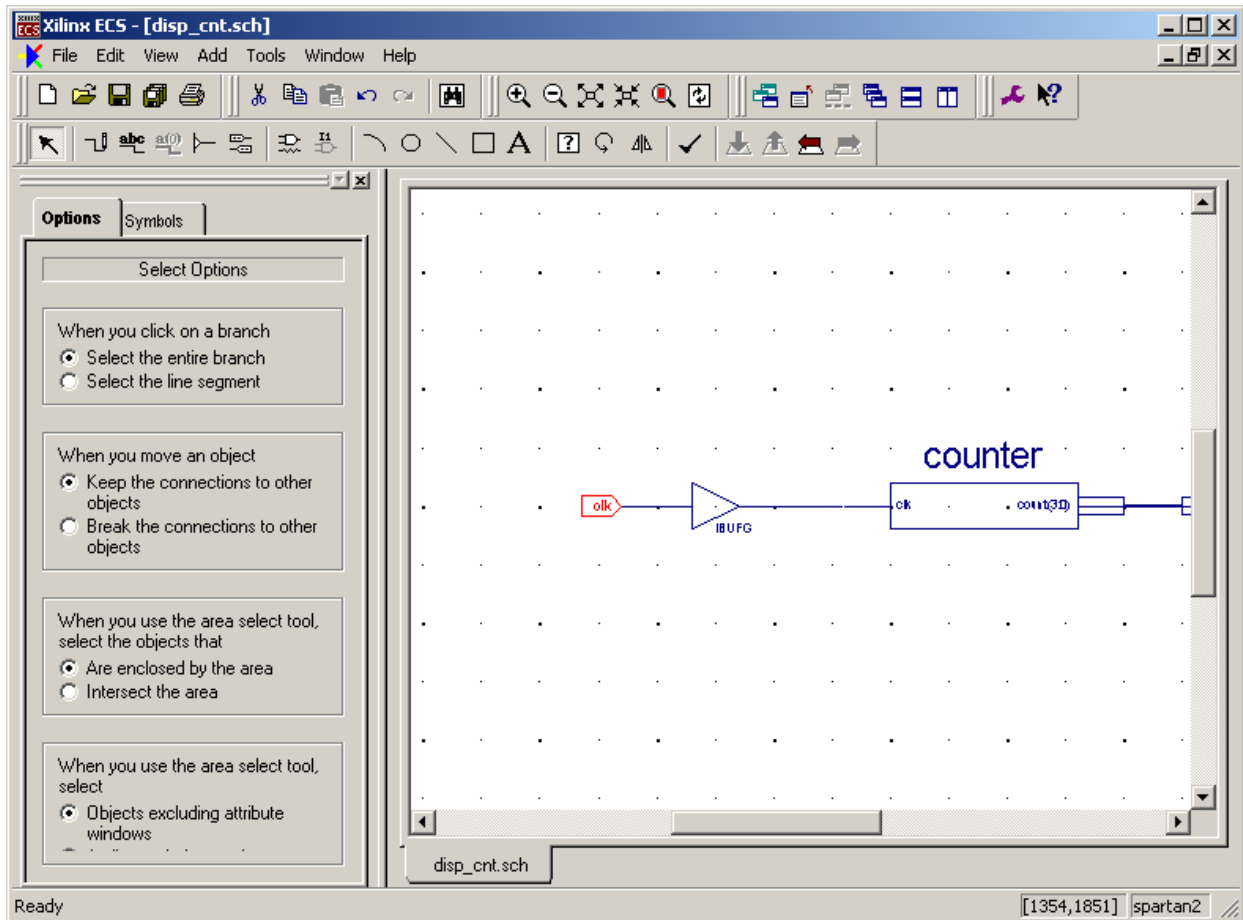 Xilinx ECS - [disp_cnt.sch]
File Edit View Add Tools Window Help
abc
A
Options
Symbols
Select Options
When you click on a branch
Select the entire branch
Select the line segment
When you move an object
Keep the connections to other
objects
Break the connections to other
objects
When you use the area select tool,
select the objects that
Are enclosed by the area
Intersect the area
When you use the area select tool,
select
Objects excluding attribute
windows
counter
clk
IBUFG
clk
count(3:0)
disp_cnt.sch
Ready
[1354,1851]
spartan2